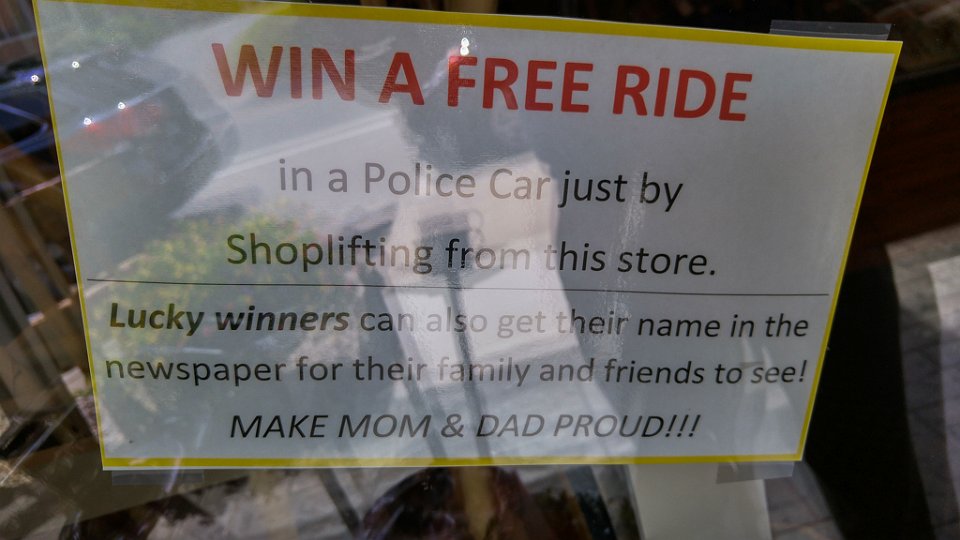 WIN A FREE RIDE
in a Police Car just by
Shoplifting from this store.
Lucky winners can also get their name in the
newspaper for their family and friends to see!
MAKE MOM & DAD PROUD!!!